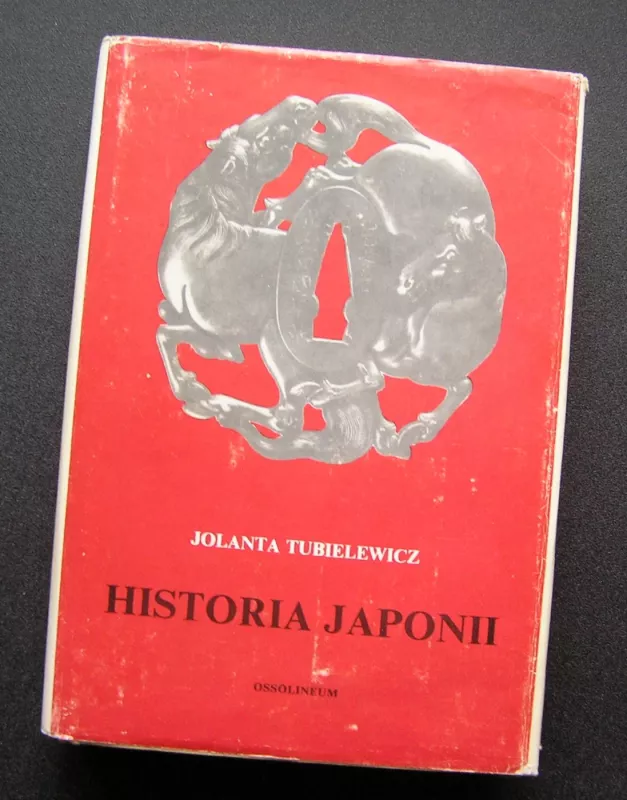 JOLANTA TUBIELEWICZ
HISTORIA JAPONII
OSSOLINEUM